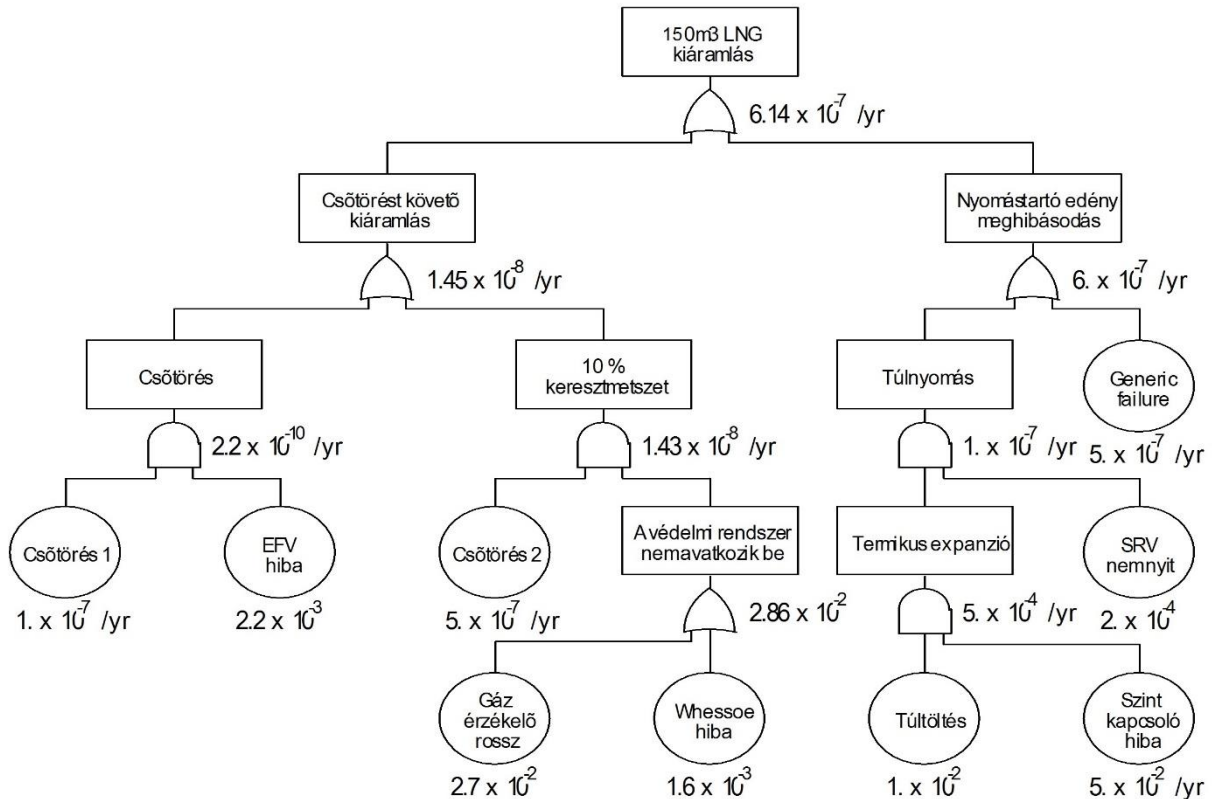 150m3 LNG
kiáramlás
6.14 x 10⁻⁷ /yr
Csõtörést követõ
kiáramlás
1.45 x 10⁻⁸ /yr
Nyomástartó edény
meghibásodás
6. x 10⁻⁷ /yr
Csõtörés
2.2 x 10⁻¹⁰ /yr
10 %
keresztmetszet
1.43 x 10⁻⁸ /yr
Túlnyomás
1. x 10⁻⁷ /yr
Generic
failure
5. x 10⁻⁷ /yr
Csõtörés 1
1. x 10⁻⁷ /yr
EFV
hiba
2.2 x 10⁻³
Csõtörés 2
5. x 10⁻⁷ /yr
A védelmi rendszer
nemavatkozik be
2.86 x 10⁻²
Termikus expanzió
5. x 10⁻⁴ /yr
SRV
nemnyit
2. x 10⁻⁴
Gáz
érzékelõ
rossz
2.7 x 10⁻²
Whessoe
hiba
1.6 x 10⁻³
Túltöltés
1. x 10⁻²
Szint
kapcsoló
hiba
5. x 10⁻² /yr